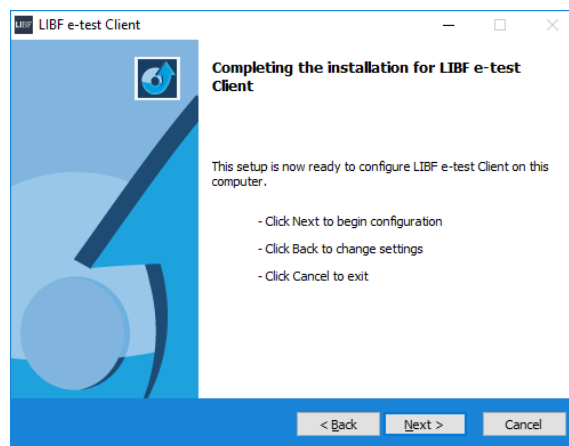 LIBF LIBF e-test Client
Completing the installation for LIBF e-test
Client
This setup is now ready to configure LIBF e-test Client on this
computer.
- Click Next to begin configuration
- Click Back to change settings
- Click Cancel to exit
< Back Next > Cancel